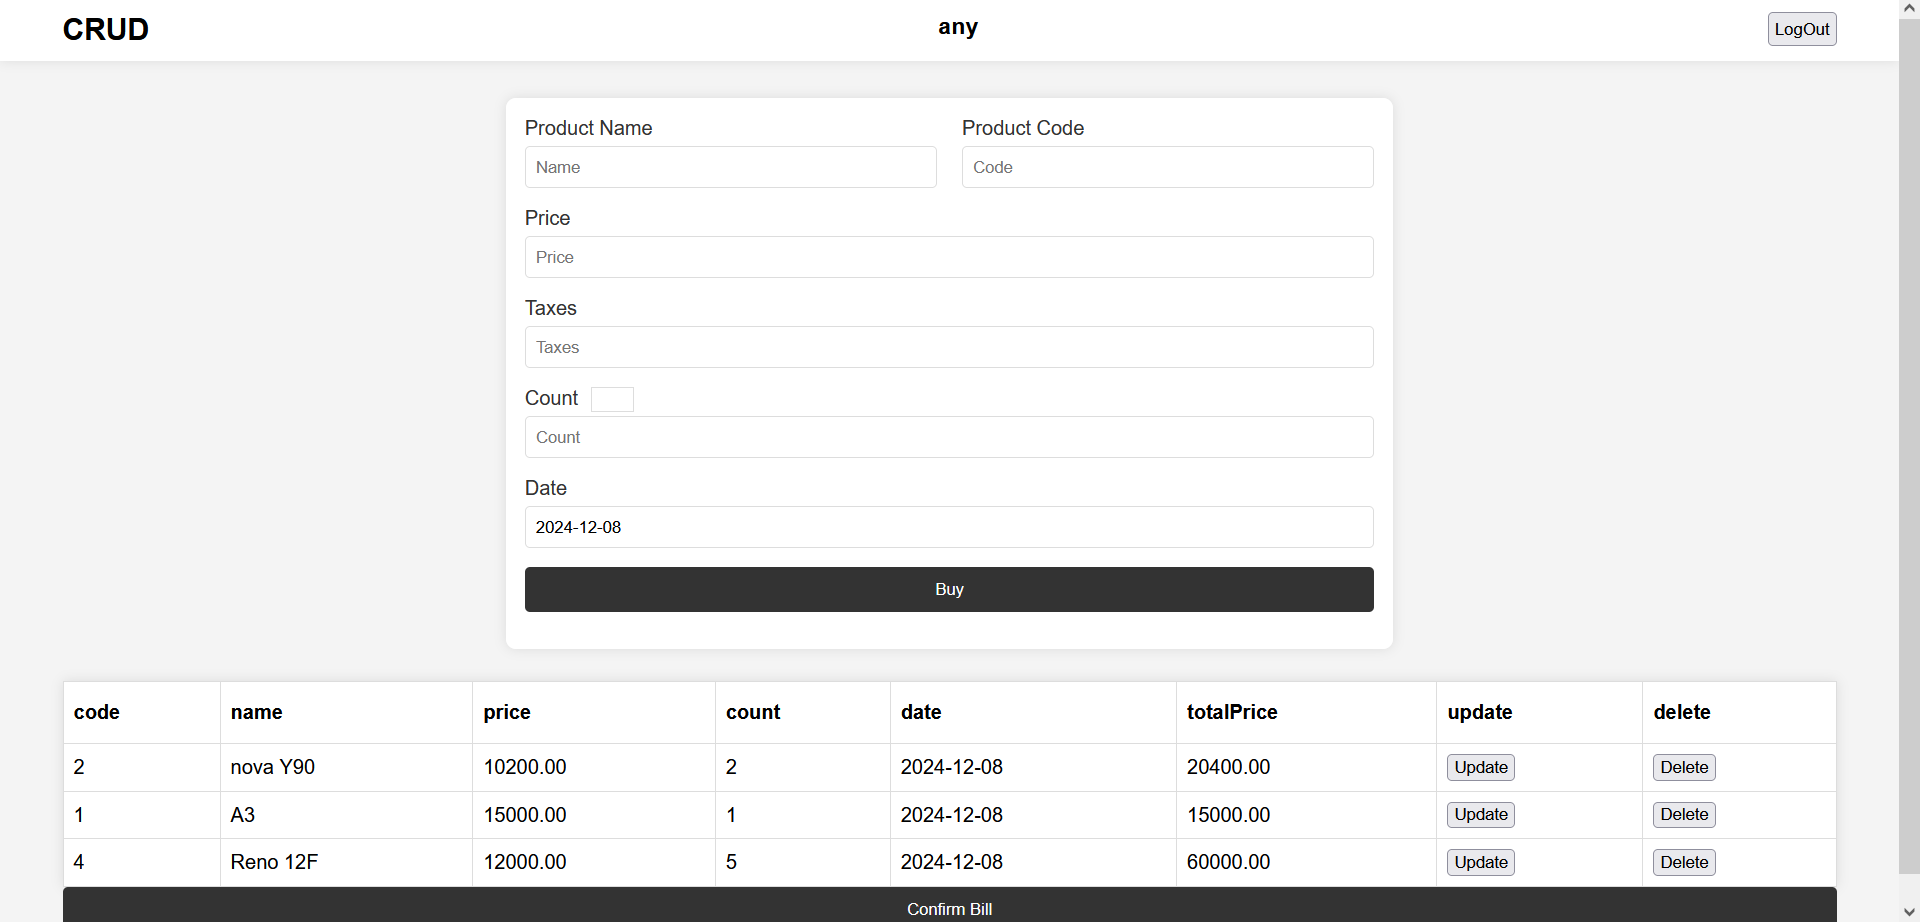 CRUD any LogOut
Product Name Product Code
Name Code
Price
Price
Taxes
Taxes
Count
Count
Date
2024-12-08
Buy
code name price count date totalPrice update delete
2 nova Y90 10200.00 2 2024-12-08 20400.00 Update Delete
1 A3 15000.00 1 2024-12-08 15000.00 Update Delete
4 Reno 12F 12000.00 5 2024-12-08 60000.00 Update Delete
Confirm Bill